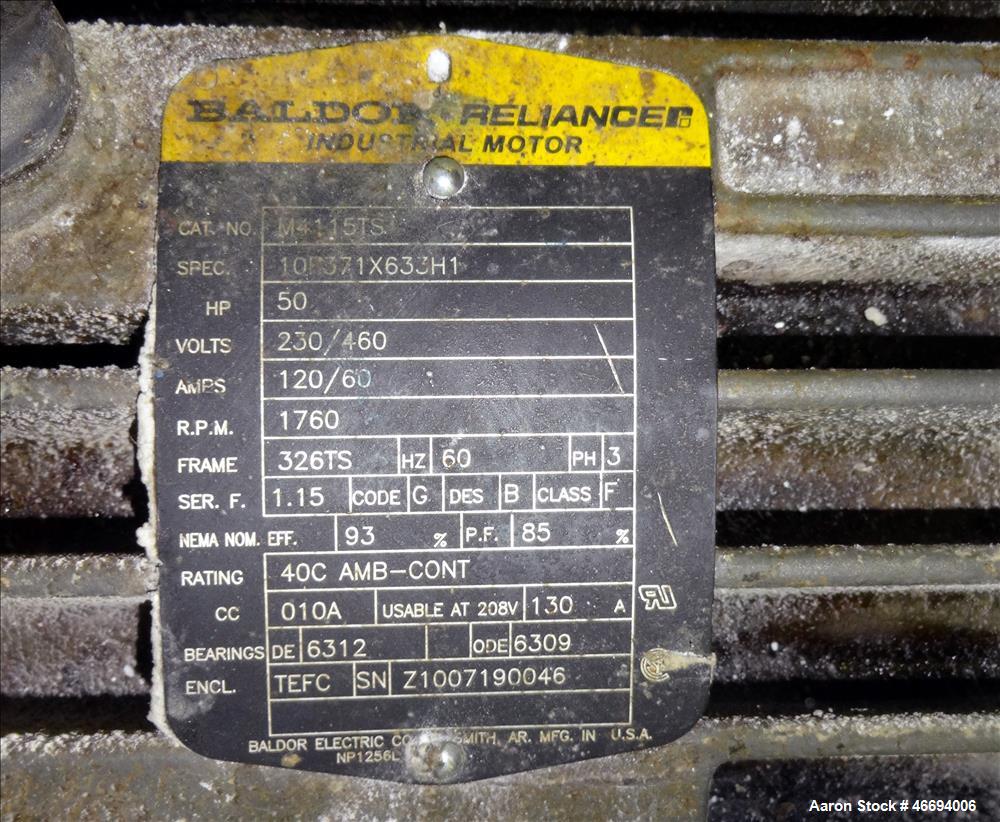 BALDOR RELIANCE
INDUSTRIAL MOTOR
CAT. NO. M4115TS
SPEC. 10F371X633H1
HP 50
VOLTS 230/460
AMPS 120/60
R.P.M. 1760
FRAME 326TS HZ 60 PH 3
SER. F. 1.15 CODE G DES B CLASS F
NEMA NOM. EFF. 93 % P.F. 85 %
RATING 40C AMB-CONT
CC 010A USABLE AT 208V 130 A
BEARINGS DE 6312 ODE 6309
ENCL. TEFC SN Z1007190046
BALDOR ELECTRIC SMITH, AR. MFG. IN U.S.A.
NP1256L
Aaron Stock # 46694006